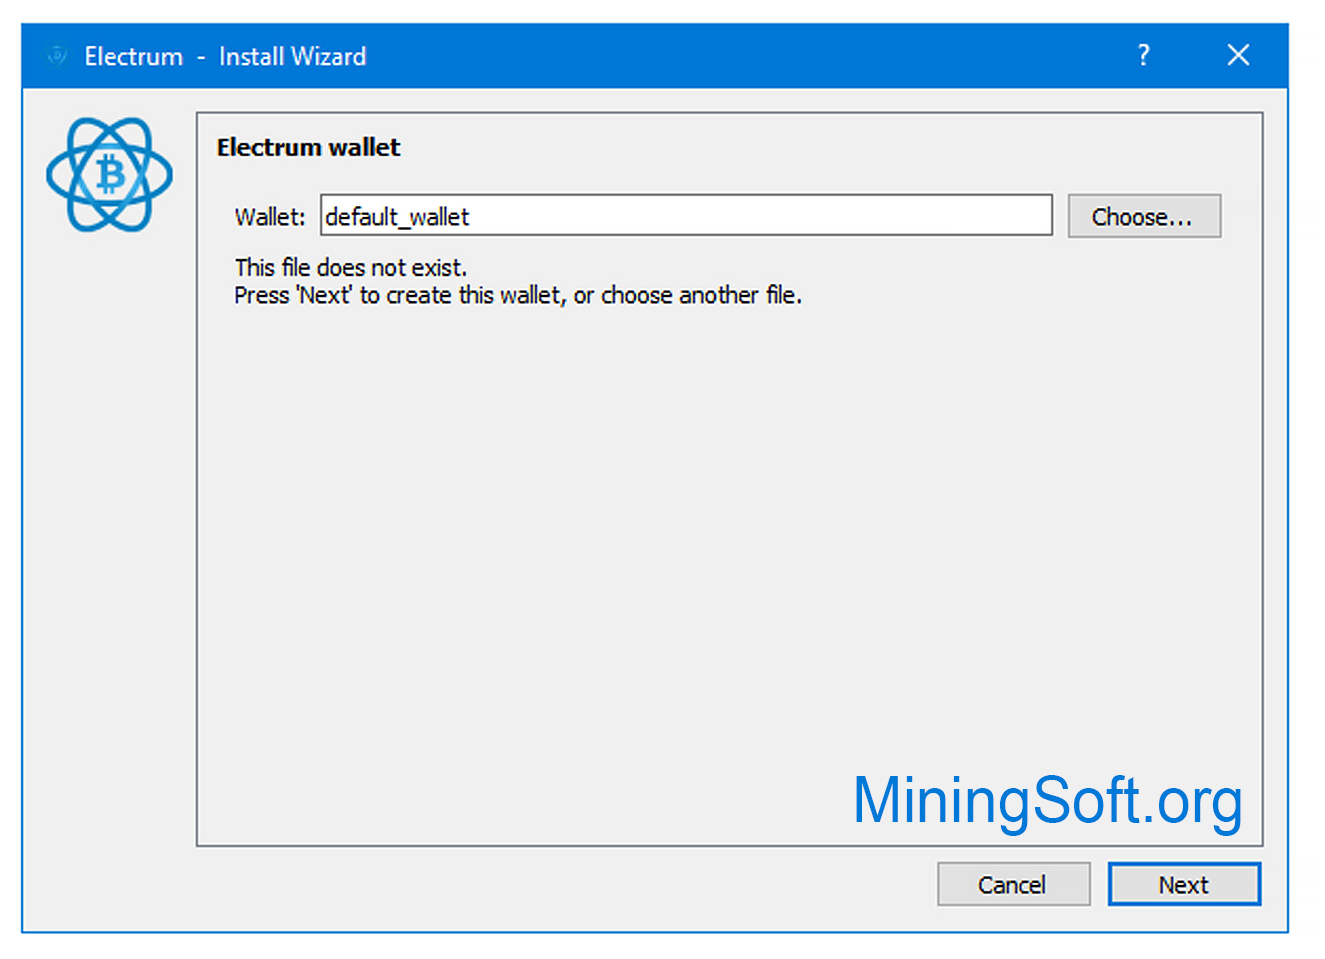 Electrum - Install Wizard
?
Electrum wallet
Wallet: default_wallet Choose...
This file does not exist.
Press 'Next' to create this wallet, or choose another file.
MiningSoft.org
Cancel Next